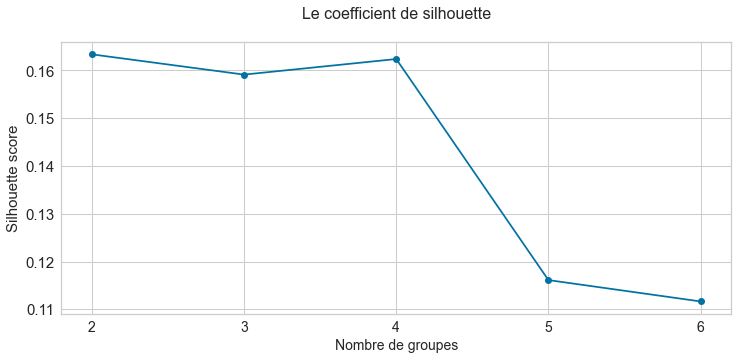 Le coefficient de silhouette
Silhouette score
0.16
0.15
0.14
0.13
0.12
0.11
2 3 4 5 6
Nombre de groupes